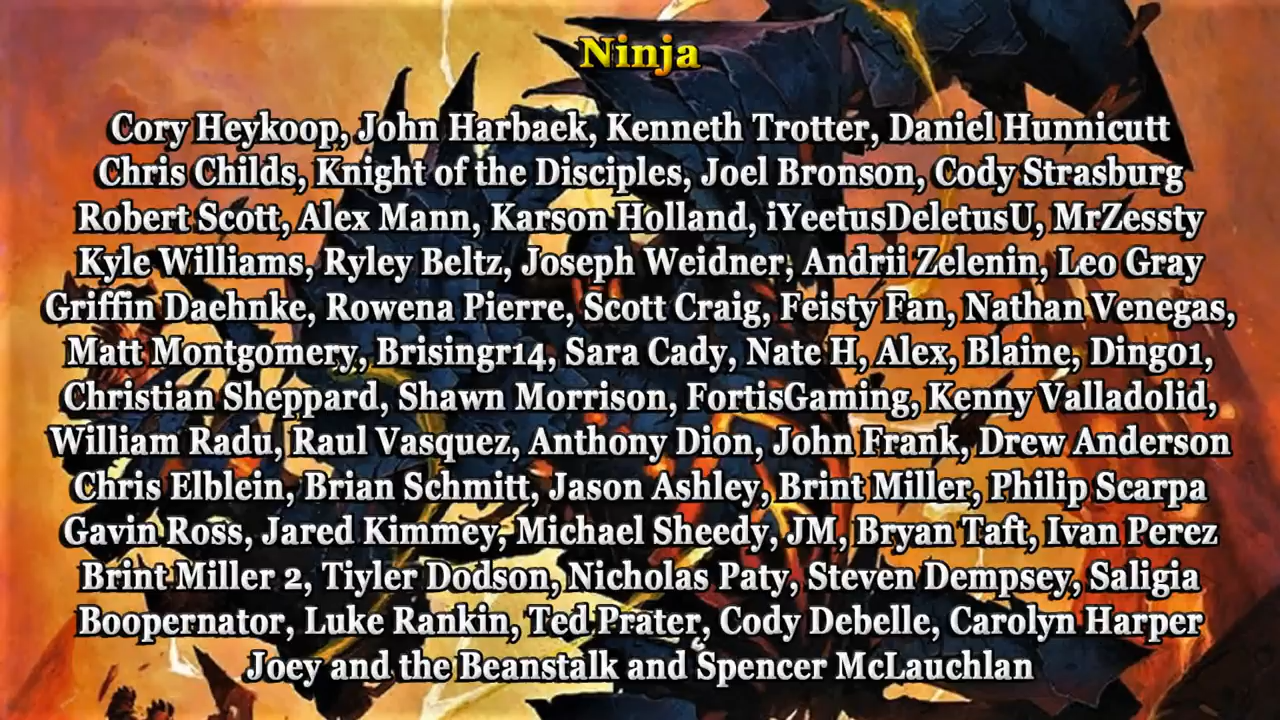 Ninja
Cory Heykoop, John Harbaek, Kenneth Trotter, Daniel Hunnicutt
Chris Childs, Knight of the Disciples, Joel Bronson, Cody Strasburg
Robert Scott, Alex Mann, Karson Holland, iYeetusDeletusU, MrZessty
Kyle Williams, Ryley Beltz, Joseph Weidner, Andrii Zelenin, Leo Gray
Griffin Daehnke, Rowena Pierre, Scott Craig, Feisty Fan, Nathan Venegas,
Matt Montgomery, Brisingr14, Sara Cady, Nate H, Alex, Blaine, Ding01,
Christian Sheppard, Shawn Morrison, FortisGaming, Kenny Valladolid,
William Radu, Raul Vasquez, Anthony Dion, John Frank, Drew Anderson
Chris Elblein, Brian Schmitt, Jason Ashley, Brint Miller, Philip Scarpa
Gavin Ross, Jared Kimmey, Michael Sheedy, JM, Bryan Taft, Ivan Perez
Brint Miller 2, Tiyler Dodson, Nicholas Paty, Steven Dempsey, Saligia
Boopernator, Luke Rankin, Ted Prater, Cody Debelle, Carolyn Harper
Joey and the Beanstalk and Spencer McLauchlan